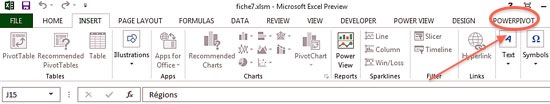 fiche7.xlsm - Microsoft Excel Preview
FILE HOME INSERT PAGE LAYOUT FORMULAS DATA REVIEW VIEW DEVELOPER POWER VIEW DESIGN POWERPIVOT
PivotTable Recommended PivotTables Table Illustrations Apps for Office Recommended Charts PivotChart Power View Line Column Win/Loss Slicer Timeline Hyperlink Text Symbols
Tables Apps Charts Reports Sparklines Filter Links
J15 fx Régions